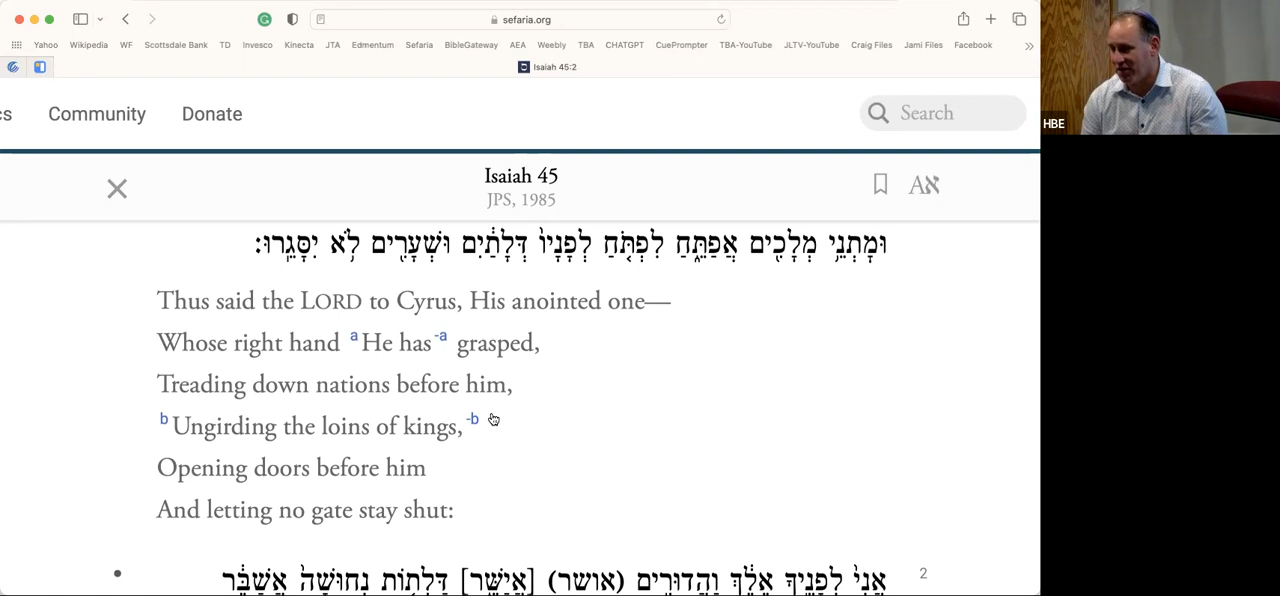 sefaria.org
Yahoo Wikipedia WF Scottsdale Bank TD Invesco Kinecta JTA Edmentum Sefaria BibleGateway AEA Weebly TBA CHATGPT CuePrompter TBA-YouTube JLTV-YouTube Craig Files Jami Files Facebook
Isaiah 45:2
cs Community Donate Search
HBE
Isaiah 45
JPS, 1985
Aא
וּמׇתְנֵ֥י מְלָכִ֖ים אֲפַתֵּ֑חַ לִפְתֹּ֤חַ לְפָנָיו֙ דְּלָתַ֔יִם וּשְׁעָרִ֖ים לֹ֥א יִסָּגֵֽרוּ׃
Thus said the LORD to Cyrus, His anointed one—
Whose right hand a He has -a grasped,
Treading down nations before him,
b Ungirding the loins of kings, -b
Opening doors before him
And letting no gate stay shut:
אֲנִי֙ לְפָנֶ֣יךָ אֵלֵ֔ךְ וַהֲדוּרִ֖ים (אושר) [אֲיַשֵּׁ֑ר] דַּלְת֤וֹת נְחוּשָׁה֙ אֲשַׁבֵּ֔ר
2